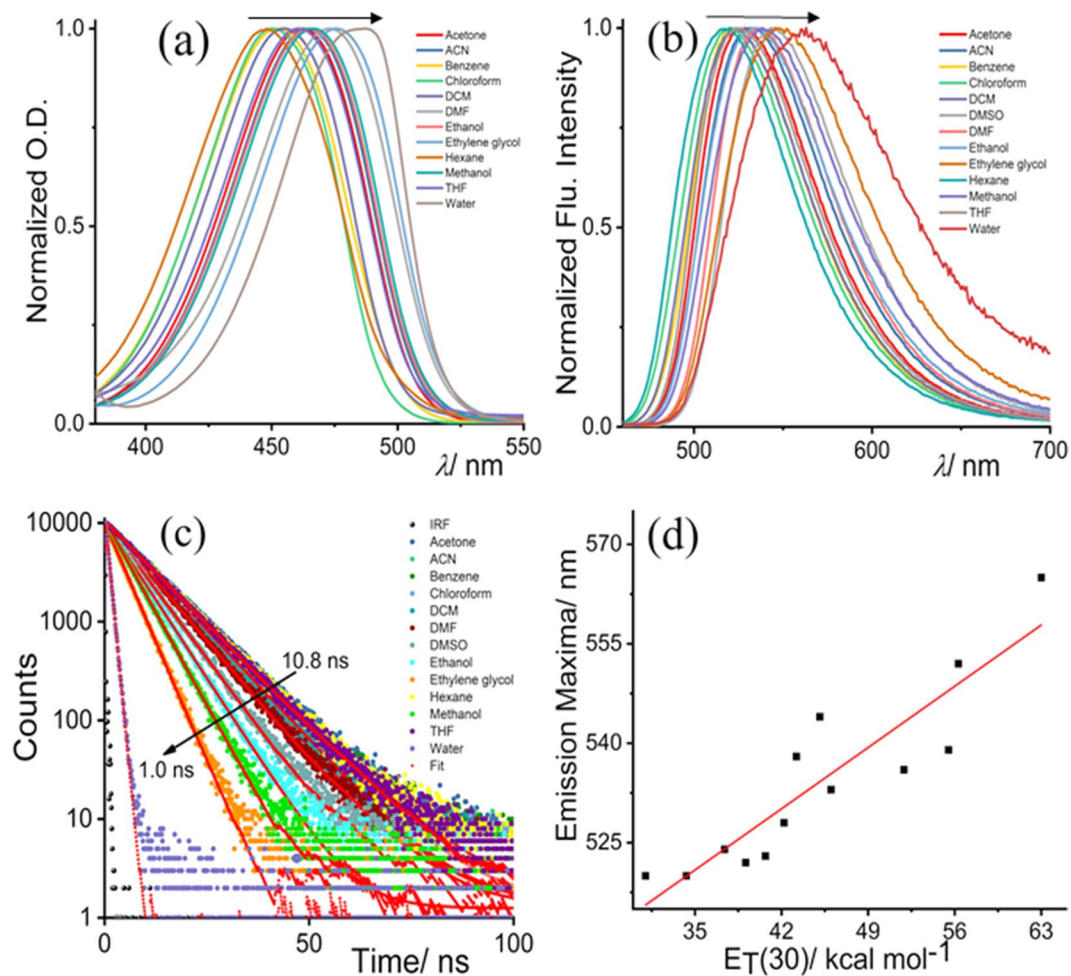 (a)
1.0
0.5
0.0
Normalized O.D.
400
450
500
550
λ/ nm
Acetone
ACN
Benzene
Chloroform
DCM
DMF
Ethanol
Ethylene glycol
Hexane
Methanol
THF
Water
(b)
1.0
0.5
0.0
Normalized Flu. Intensity
500
600
700
λ/ nm
Acetone
ACN
Benzene
Chloroform
DCM
DMSO
DMF
Ethanol
Ethylene glycol
Hexane
Methanol
THF
Water
(c)
10000
1000
100
10
1
Counts
0
50
100
Time/ ns
10.8 ns
1.0 ns
IRF
Acetone
ACN
Benzene
Chloroform
DCM
DMF
DMSO
Ethanol
Ethylene glycol
Hexane
Methanol
THF
Water
Fit
(d)
570
555
540
525
Emission Maxima/ nm
35
42
49
56
63
ET(30)/ kcal mol-1